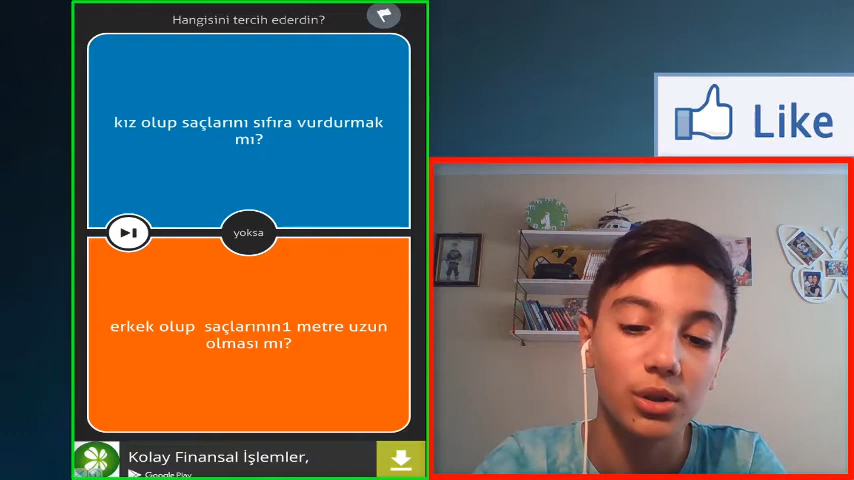 Hangisini tercih ederdin?
kız olup saçlarını sıfıra vurdurmak
mı?
yoksa
erkek olup  saçlarının1 metre uzun
olması mı?
Kolay Finansal İşlemler,
Google Play
Like